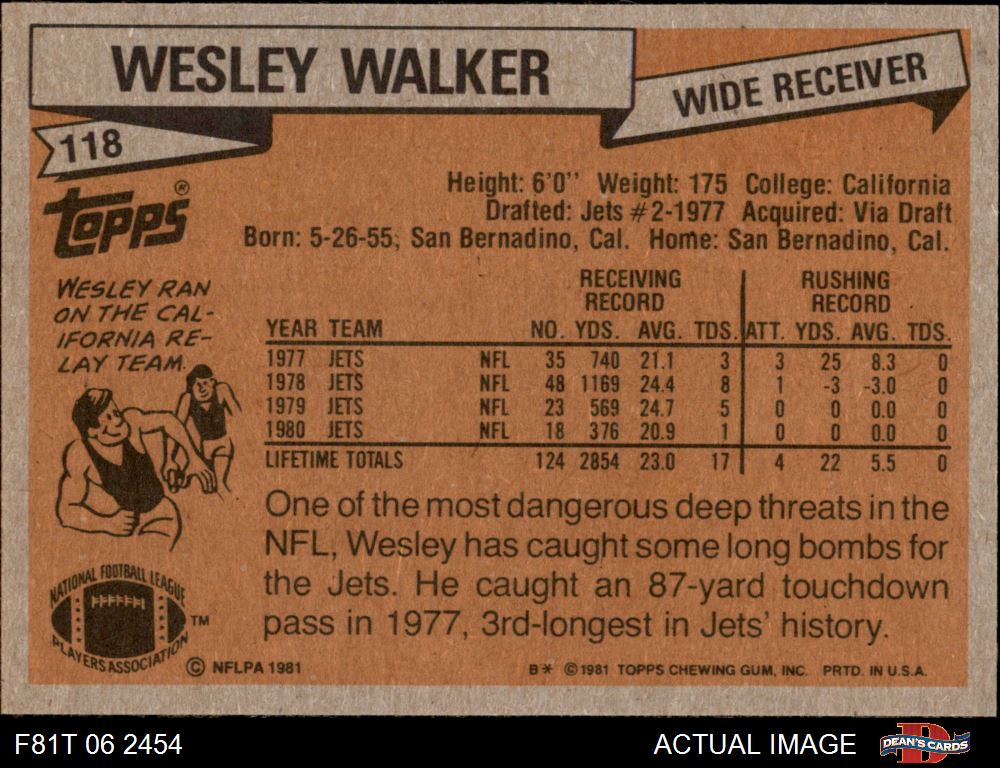 WESLEY WALKER
WIDE RECEIVER
118
Topps®
Height: 6'0'' Weight: 175 College: California
Drafted: Jets #2-1977 Acquired: Via Draft
Born: 5-26-55, San Bernadino, Cal. Home: San Bernadino, Cal.
WESLEY RAN
ON THE CAL-
IFORNIA RE-
LAY TEAM.
RECEIVING RECORD RUSHING RECORD
YEAR TEAM NO. YDS. AVG. TDS. ATT. YDS. AVG. TDS.
1977 JETS NFL 35 740 21.1 3 3 25 8.3 0
1978 JETS NFL 48 1169 24.4 8 1 -3 -3.0 0
1979 JETS NFL 23 569 24.7 5 0 0 0.0 0
1980 JETS NFL 18 376 20.9 1 0 0 0.0 0
LIFETIME TOTALS 124 2854 23.0 17 4 22 5.5 0
One of the most dangerous deep threats in the
NFL, Wesley has caught some long bombs for
the Jets. He caught an 87-yard touchdown
pass in 1977, 3rd-longest in Jets' history.
NATIONAL FOOTBALL LEAGUE
PLAYERS ASSOCIATION
TM
© NFLPA 1981
B* ©1981 TOPPS CHEWING GUM, INC. PRTD. IN U.S.A.
F81T 06 2454
ACTUAL IMAGE
DEAN'S CARDS